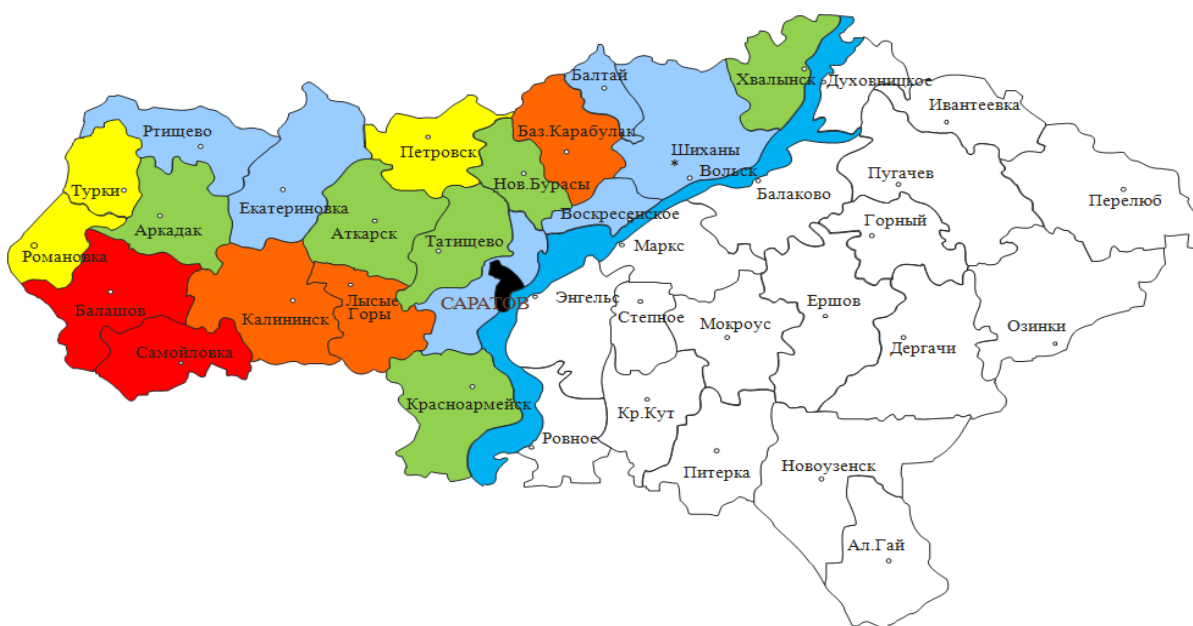 Балтай
Хвалынск
Духовницкое
Ивантеевка
Ртищево
Баз.Карабулак
Петровск
Шиханы
*
Вольск
Пугачев
Турки
Нов.Бурасы
Балаково
Перелюб
Екатериновка
Воскресенское
Горный
Аркадак
Аткарск
Татищево
Маркс
Романовка
САРАТОВ
Энгельс
Лысые
Горы
Балашов
Калининск
Степное
Мокроус
Ершов
Озинки
Дергачи
Самойловка
Красноармейск
Кр.Кут
Ровное
Питерка
Новоузенск
Ал.Гай